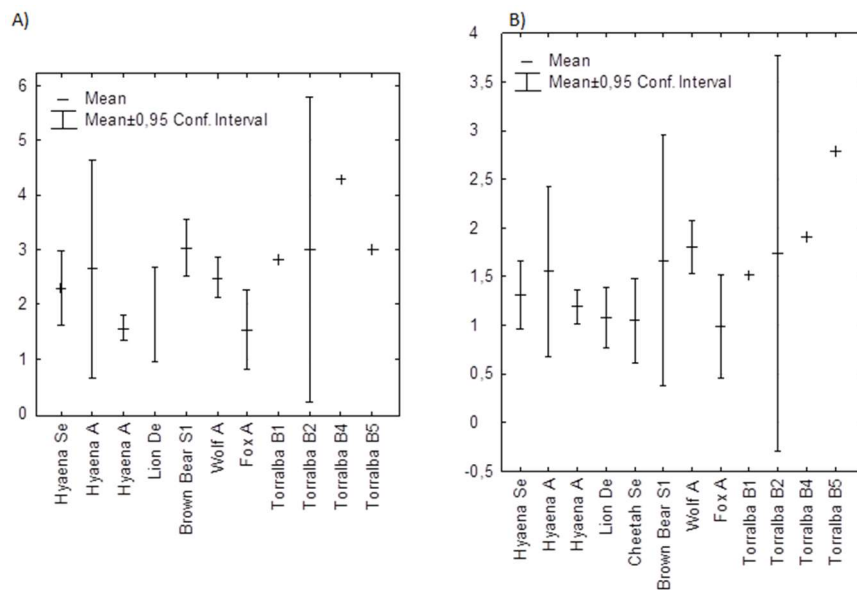 A)
6
5
4
3
2
1
0
Mean
Mean±0,95 Conf. Interval
Hyaena Se
Hyaena A
Hyaena A
Lion De
Brown Bear S1
Wolf A
Fox A
Torralba B1
Torralba B2
Torralba B4
Torralba B5
B)
4
3,5
3
2,5
2
1,5
1
0,5
0
-0,5
Mean
Mean±0,95 Conf. Interval
Hyaena Se
Hyaena A
Hyaena A
Lion De
Cheetah Se
Brown Bear S1
Wolf A
Fox A
Torralba B1
Torralba B2
Torralba B4
Torralba B5